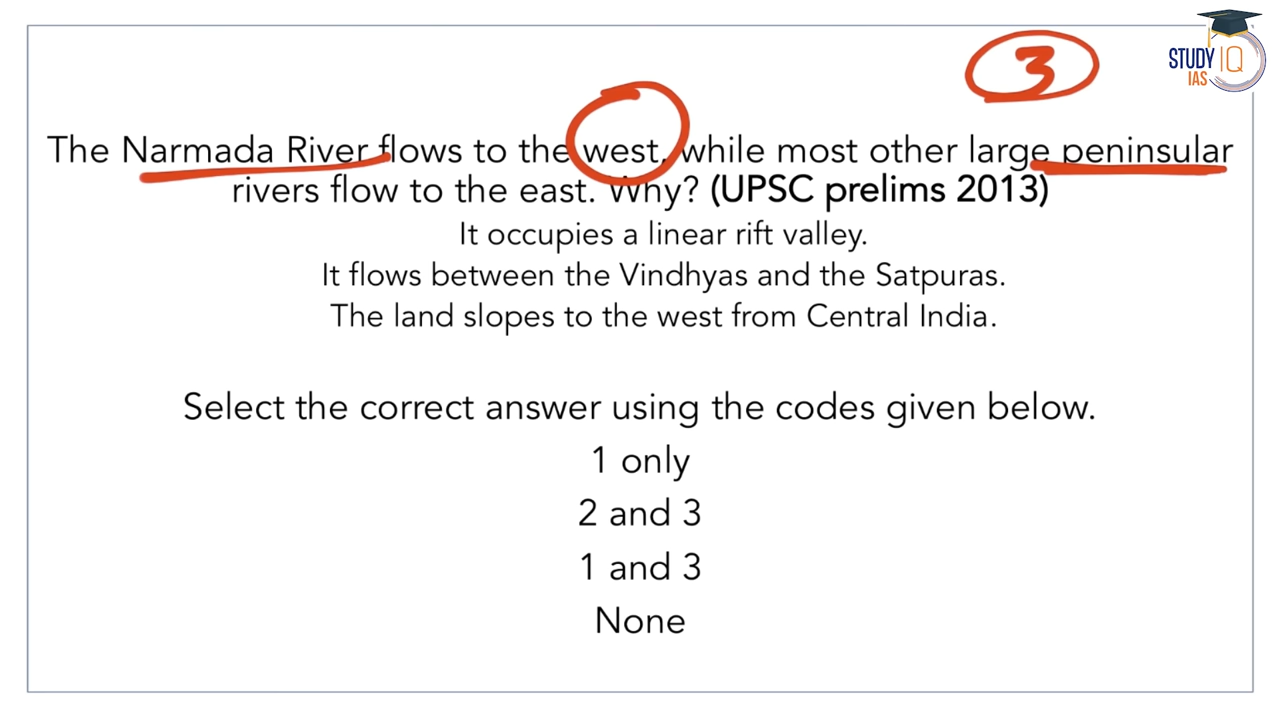 3
STUDY IQ
IAS
The Narmada River flows to the west, while most other large peninsular
rivers flow to the east. Why? (UPSC prelims 2013)
It occupies a linear rift valley.
It flows between the Vindhyas and the Satpuras.
The land slopes to the west from Central India.
Select the correct answer using the codes given below.
1 only
2 and 3
1 and 3
None